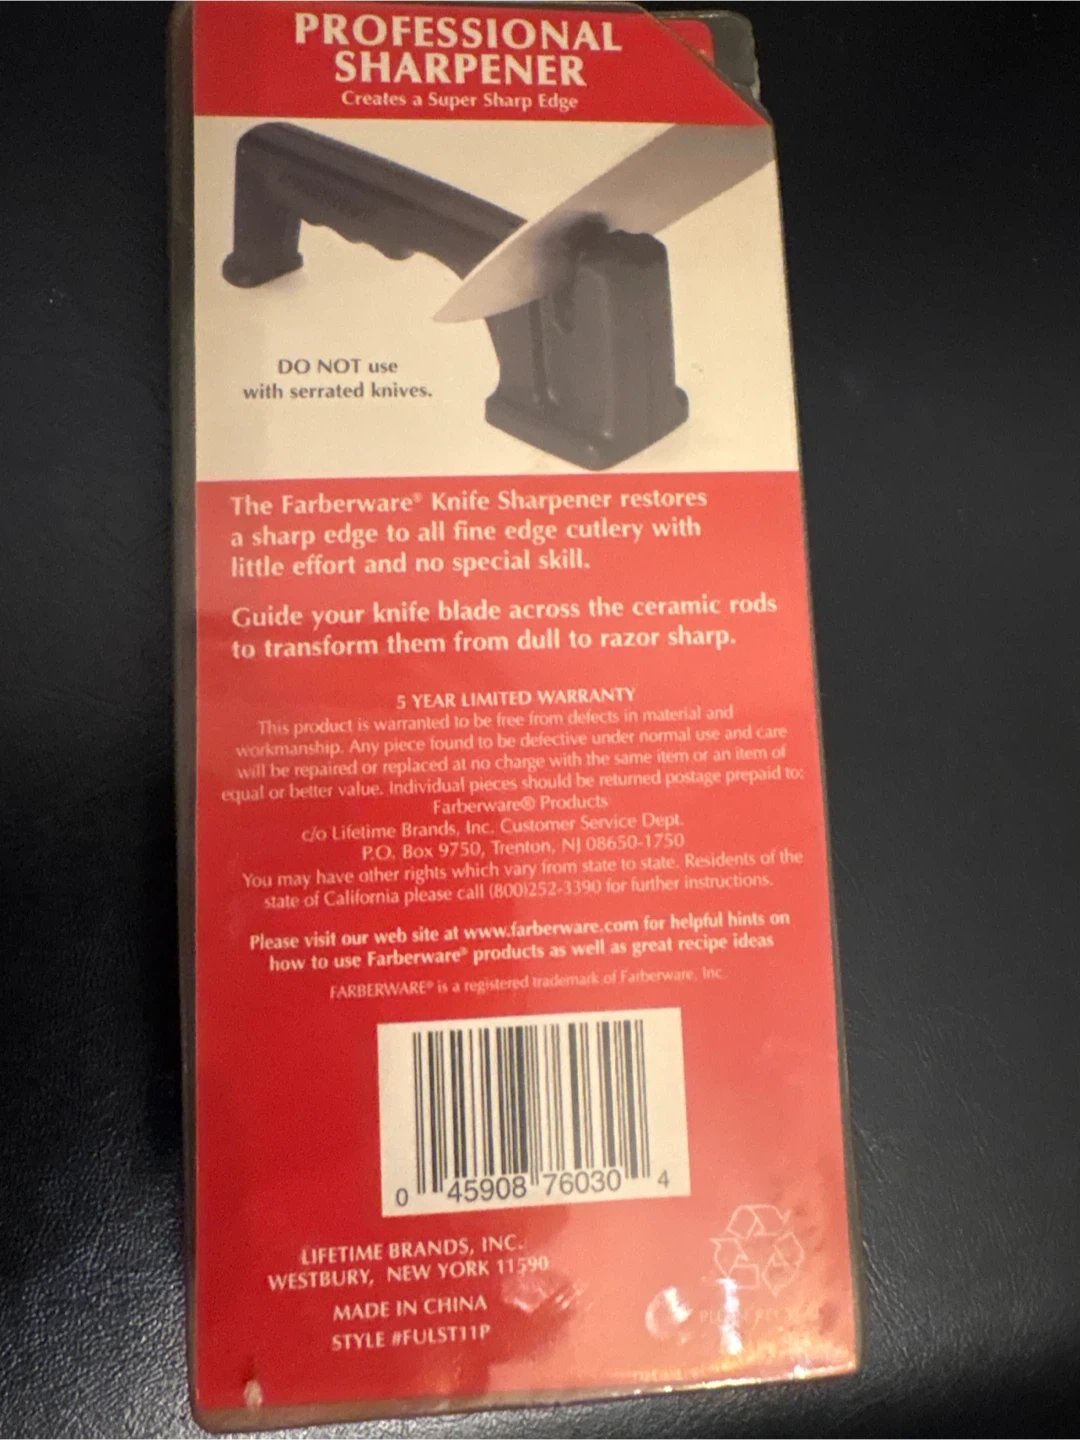 PROFESSIONAL
SHARPENER
Creates a Super Sharp Edge
DO NOT use
with serrated knives.
The Farberware® Knife Sharpener restores
a sharp edge to all fine edge cutlery with
little effort and no special skill.
Guide your knife blade across the ceramic rods
to transform them from dull to razor sharp.
5 YEAR LIMITED WARRANTY
This product is warranted to be free from defects in material and
workmanship. Any piece found to be defective under normal use and care
will be repaired or replaced at no charge with the same item or an item of
equal or better value. Individual pieces should be returned postage prepaid to:
Farberware® Products
c/o Lifetime Brands, Inc. Customer Service Dept.
P.O. Box 9750, Trenton, NJ 08650-1750
You may have other rights which vary from state to state. Residents of the
state of California please call (800)252-3390 for further instructions.
Please visit our web site at www.farberware.com for helpful hints on
how to use Farberware® products as well as great recipe ideas
FARBERWARE® is a registered trademark of Farberware, Inc.
0 45908 76030 4
LIFETIME BRANDS, INC.
WESTBURY, NEW YORK 11590
MADE IN CHINA
STYLE #FULST11P